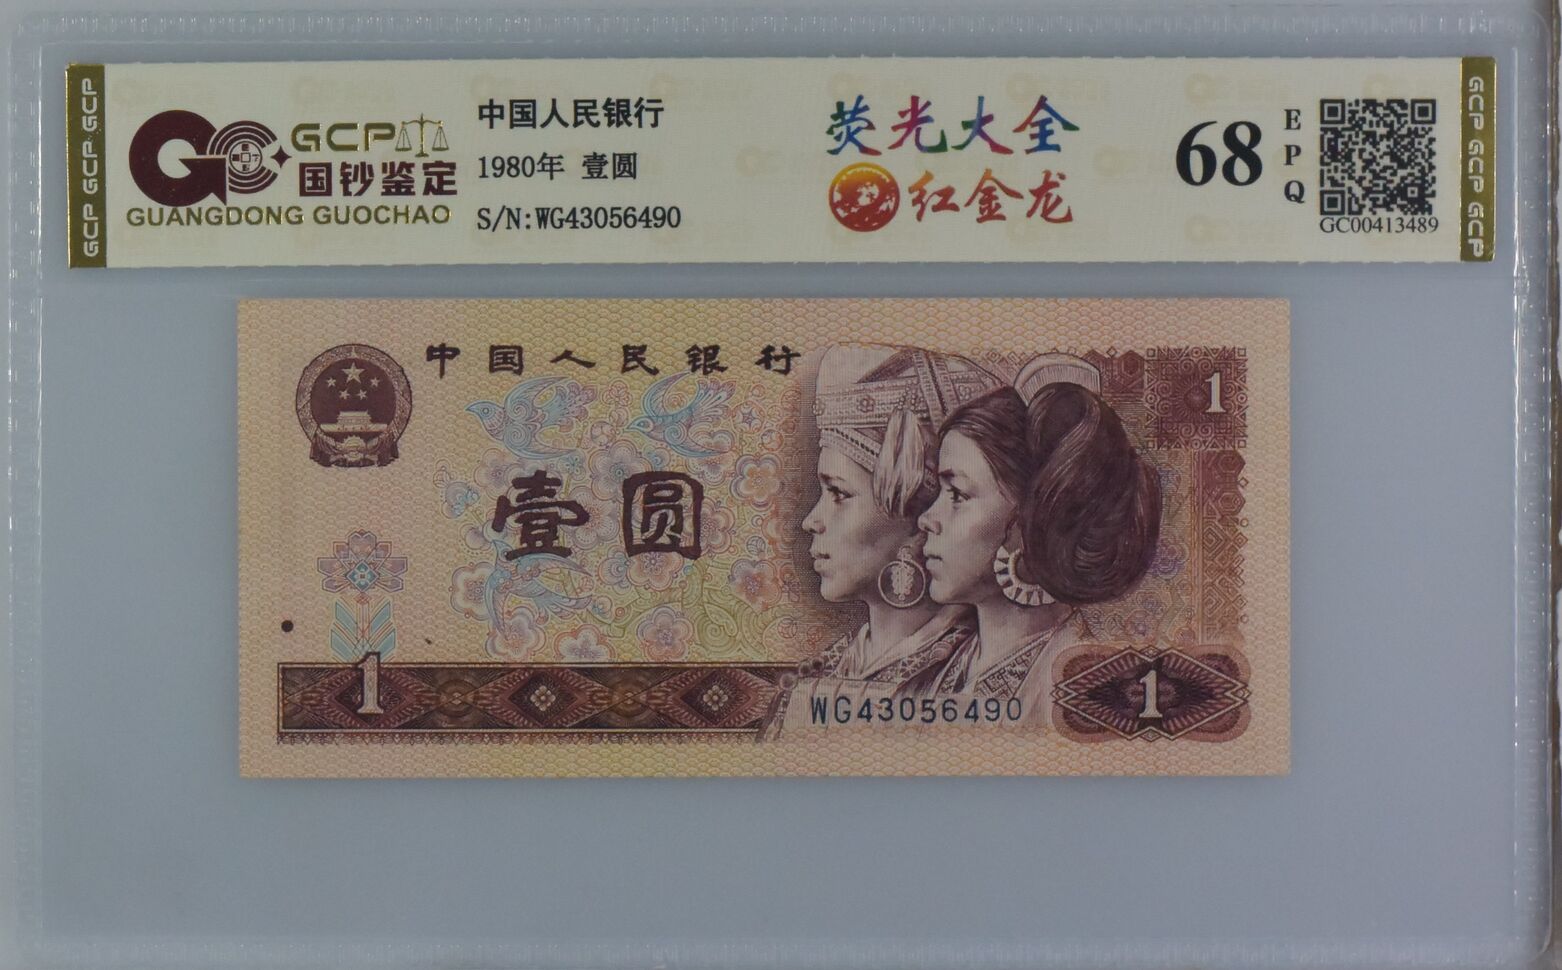 GCP GCP GCP
GCP
国钞鉴定
GUANGDONG GUOCHAO
中国人民银行
1980年 壹圆
S/N:WG43056490
荧光大全
红金龙
68
EPQ
GC00413489
GCP GCP GCP
中国人民银行
1
壹圆
1
WG43056490
1